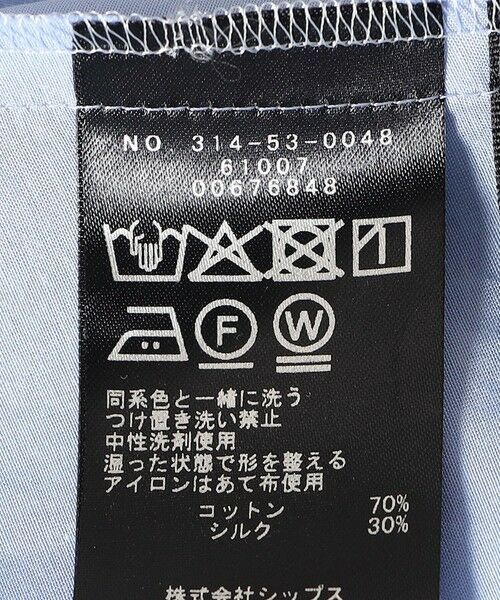 NO 314-53-0048
61007
00676848
F W
同系色と一緒に洗う
つけ置き洗い禁止
中性洗剤使用
湿った状態で形を整える
アイロンはあて布使用
コットン 70%
シルク 30%
株式会社シップス